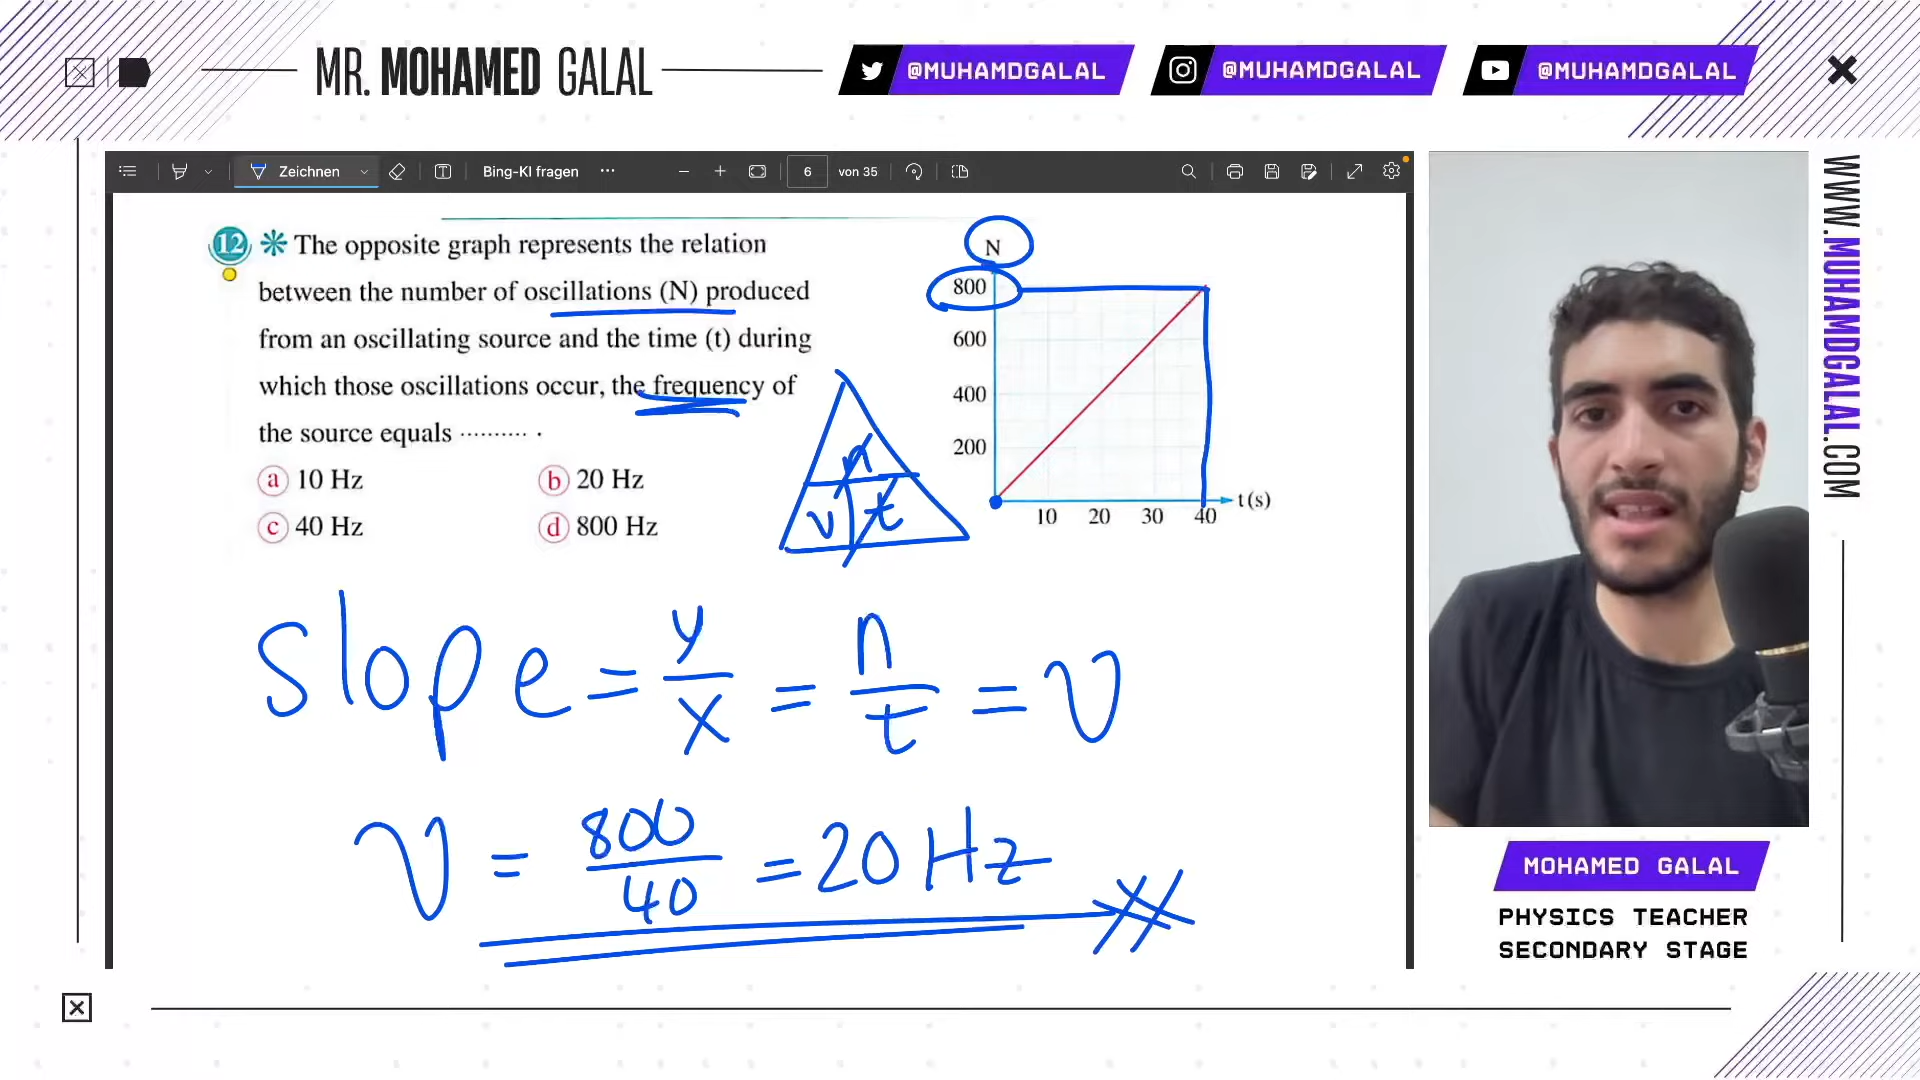 MR. MOHAMED GALAL
@MUHAMDGALAL
@MUHAMDGALAL
@MUHAMDGALAL
Zeichnen
Bing-KI fragen
6 von 35
12 The opposite graph represents the relation
between the number of oscillations (N) produced
from an oscillating source and the time (t) during
which those oscillations occur, the frequency of
the source equals .......... .
a 10 Hz
b 20 Hz
c 40 Hz
d 800 Hz
n
ν t
N
800
600
400
200
10 20 30 40 t (s)
Slope = y/x = n/t = ν
ν = 800/40 = 20 Hz
WWW.MUHAMDGALAL.COM
MOHAMED GALAL
PHYSICS TEACHER
SECONDARY STAGE